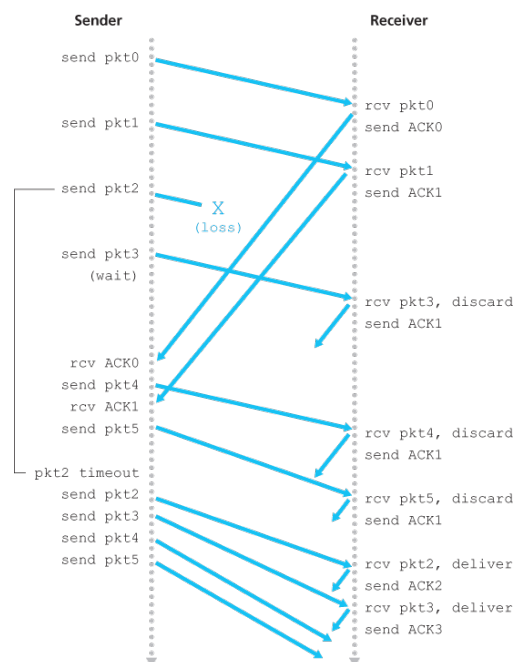 Sender
Receiver
send pkt0
rcv pkt0
send ACK0
send pkt1
rcv pkt1
send ACK1
send pkt2
X
(loss)
send pkt3
(wait)
rcv pkt3, discard
send ACK1
rcv ACK0
send pkt4
rcv ACK1
send pkt5
rcv pkt4, discard
send ACK1
pkt2 timeout
send pkt2
send pkt3
send pkt4
send pkt5
rcv pkt5, discard
send ACK1
rcv pkt2, deliver
send ACK2
rcv pkt3, deliver
send ACK3